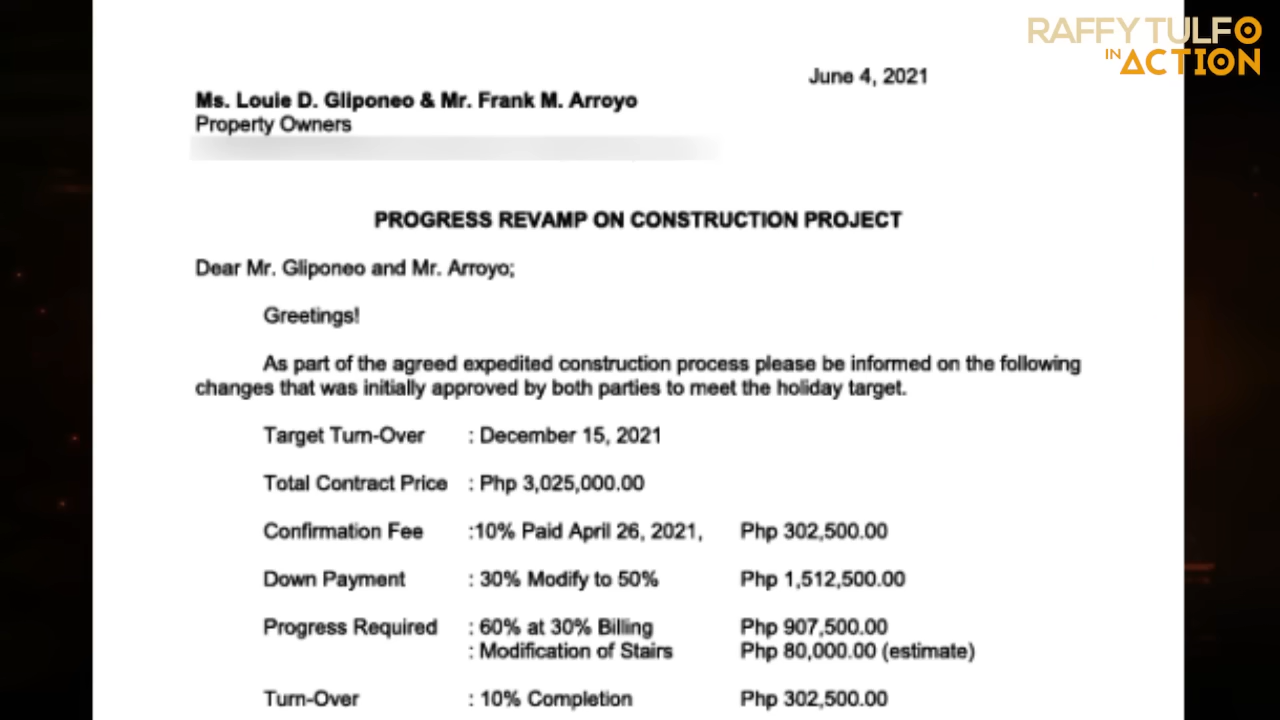 RAFFY TULFO
IN ACTION
June 4, 2021
Ms. Louie D. Gliponeo & Mr. Frank M. Arroyo
Property Owners
PROGRESS REVAMP ON CONSTRUCTION PROJECT
Dear Mr. Gliponeo and Mr. Arroyo;
Greetings!
As part of the agreed expedited construction process please be informed on the following
changes that was initially approved by both parties to meet the holiday target.
Target Turn-Over : December 15, 2021
Total Contract Price : Php 3,025,000.00
Confirmation Fee :10% Paid April 26, 2021, Php 302,500.00
Down Payment : 30% Modify to 50% Php 1,512,500.00
Progress Required : 60% at 30% Billing Php 907,500.00
: Modification of Stairs Php 80,000.00 (estimate)
Turn-Over : 10% Completion Php 302,500.00